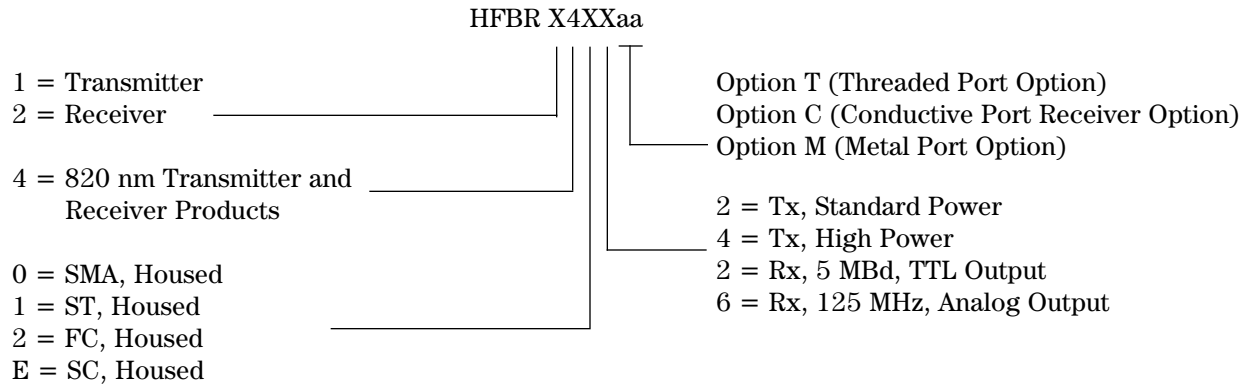 HFBR X4XXaa
1 = Transmitter
2 = Receiver
4 = 820 nm Transmitter and
Receiver Products
0 = SMA, Housed
1 = ST, Housed
2 = FC, Housed
E = SC, Housed
Option T (Threaded Port Option)
Option C (Conductive Port Receiver Option)
Option M (Metal Port Option)
2 = Tx, Standard Power
4 = Tx, High Power
2 = Rx, 5 MBd, TTL Output
6 = Rx, 125 MHz, Analog Output